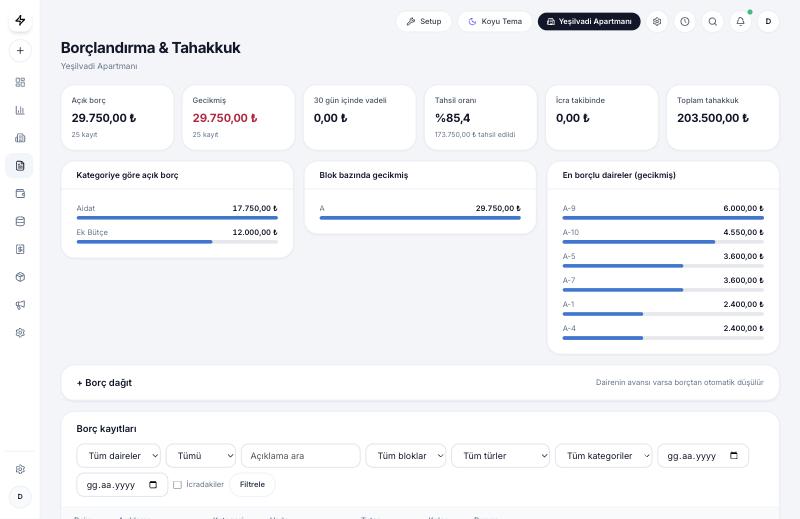 Setup
Koyu Tema
Yeşilvadi Apartmanı
D
Borçlandırma & Tahakkuk
Yeşilvadi Apartmanı
Açık borç
29.750,00 ₺
25 kayıt
Gecikmiş
29.750,00 ₺
25 kayıt
30 gün içinde vadeli
0,00 ₺
Tahsil oranı
%85,4
173.750,00 ₺ tahsil edildi
İcra takibinde
0,00 ₺
Toplam tahakkuk
203.500,00 ₺
Kategoriye göre açık borç
Aidat 17.750,00 ₺
Ek Bütçe 12.000,00 ₺
Blok bazında gecikmiş
A 29.750,00 ₺
En borçlu daireler (gecikmiş)
A-9 6.000,00 ₺
A-10 4.550,00 ₺
A-5 3.600,00 ₺
A-7 3.600,00 ₺
A-1 2.400,00 ₺
A-4 2.400,00 ₺
+ Borç dağıt
Dairenin avansı varsa borçtan otomatik düşülür
Borç kayıtları
Tüm daireler
Tümü
Açıklama ara
Tüm bloklar
Tüm türler
Tüm kategoriler
gg.aa.yyyy
gg.aa.yyyy
İcradakiler
Filtrele
D